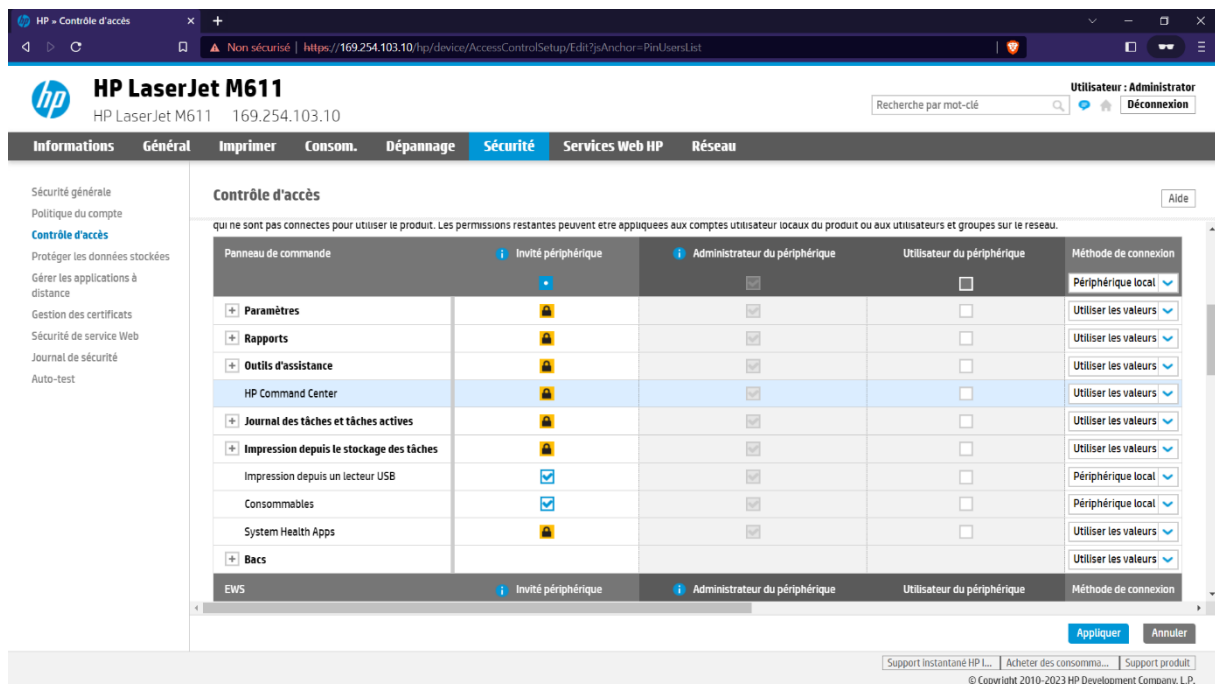 HP » Contrôle d'accès
Non sécurisé | https://169.254.103.10/hp/device/AccessControlSetup/Edit?jsAnchor=PinUsersList
hp
HP LaserJet M611
HP LaserJet M611 169.254.103.10
Utilisateur : Administrator
Recherche par mot-clé
Déconnexion
Informations Général Imprimer Consom. Dépannage Sécurité Services Web HP Réseau
Sécurité générale
Politique du compte
Contrôle d'accès
Protéger les données stockées
Gérer les applications à
distance
Gestion des certificats
Sécurité de service Web
Journal de sécurité
Auto-test
Contrôle d'accès
Aide
qui ne sont pas connectés pour utiliser le produit. Les permissions restantes peuvent être appliquées aux comptes utilisateur locaux du produit ou aux utilisateurs et groupes sur le réseau.
Panneau de commande Invité périphérique Administrateur du périphérique Utilisateur du périphérique Méthode de connexion
Périphérique local
Paramètres Utiliser les valeurs
Rapports Utiliser les valeurs
Outils d'assistance Utiliser les valeurs
HP Command Center Utiliser les valeurs
Journal des tâches et tâches actives Utiliser les valeurs
Impression depuis le stockage des tâches Utiliser les valeurs
Impression depuis un lecteur USB Périphérique local
Consommables Périphérique local
System Health Apps Utiliser les valeurs
Bacs Utiliser les valeurs
EWS Invité périphérique Administrateur du périphérique Utilisateur du périphérique Méthode de connexion
Appliquer Annuler
Support instantané HP I... Acheter des consomma... Support produit
© Copyright 2010-2023 HP Development Company, L.P.